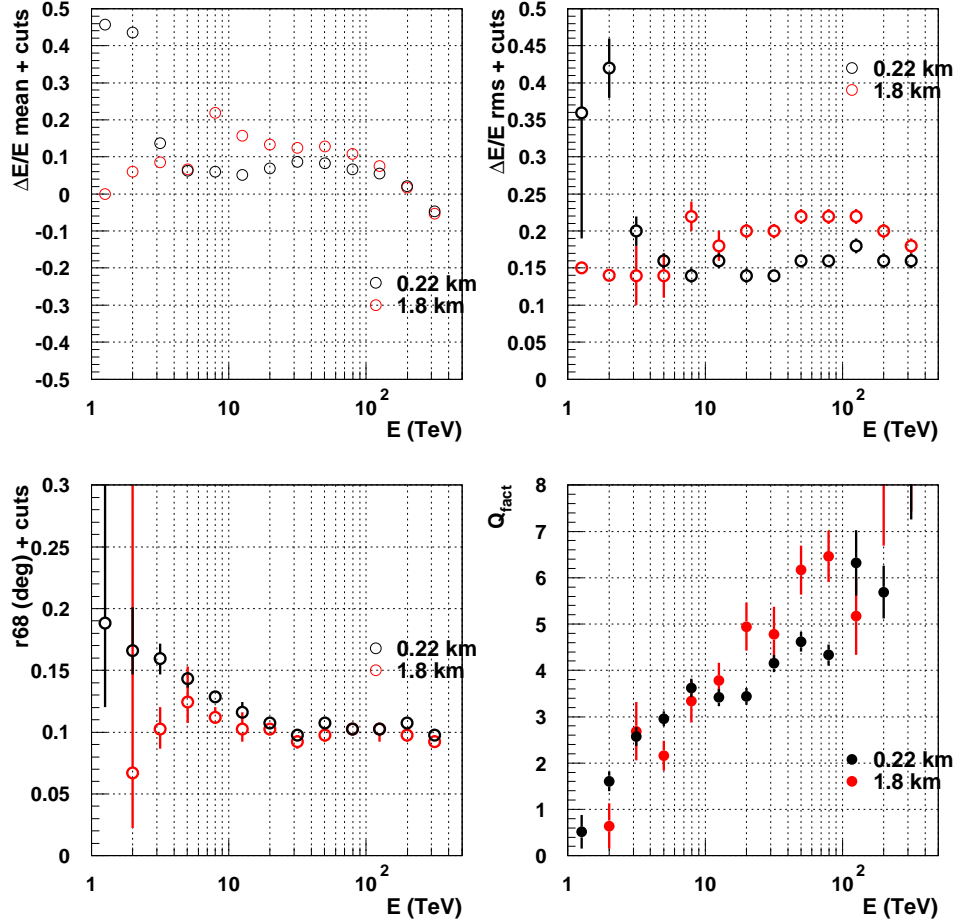 ΔE/E mean + cuts
0.5
0.4
0.3
0.2
0.1
0
-0.1
-0.2
-0.3
-0.4
-0.5
0.22 km
1.8 km
1 10 10²
E (TeV)
ΔE/E rms + cuts
0.5
0.45
0.4
0.35
0.3
0.25
0.2
0.15
0.1
0.05
0
0.22 km
1.8 km
1 10 10²
E (TeV)
r68 (deg) + cuts
0.3
0.25
0.2
0.15
0.1
0.05
0
0.22 km
1.8 km
1 10 10²
E (TeV)
Q_fact
8
7
6
5
4
3
2
1
0
0.22 km
1.8 km
1 10 10²
E (TeV)